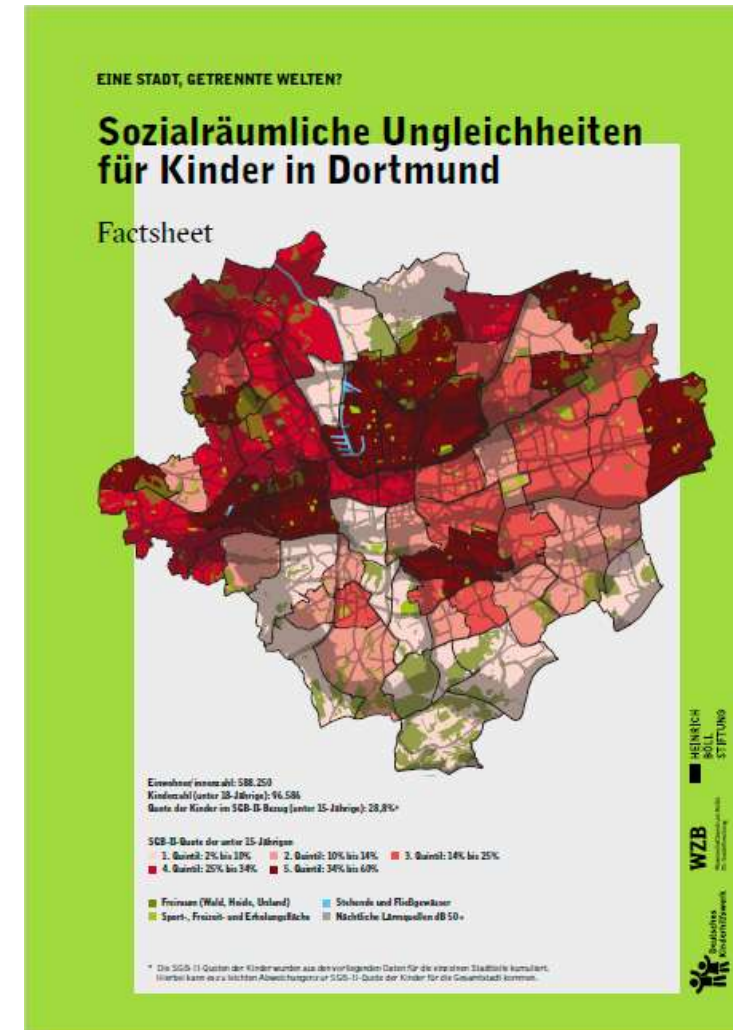 EINE STADT, GETRENNTE WELTEN?
Sozialräumliche Ungleichheiten
für Kinder in Dortmund
Factsheet
Einwohner/innenzahl: 588.250
Kinderzahl (unter 18-Jährige): 96.586
Quote der Kinder im SGB-II-Bezug (unter 15-Jährige): 28,8%*
SGB-II-Quote der unter 15-Jährigen
1. Quintil: 2% bis 10% 2. Quintil: 10% bis 14% 3. Quintil: 14% bis 25%
4. Quintil: 25% bis 34% 5. Quintil: 34% bis 60%
Freiraum (Wald, Heide, Unland) Stehende und Fließgewässer
Sport-, Freizeit- und Erholungsfläche Nächtliche Lärmquellen dB 50+
* Die SGB-II-Quoten der Kinder wurden aus den vorliegenden Daten für die einzelnen Stadtteile kumuliert.
Hierbei kann es zu leichten Abweichungen zur SGB-II-Quote der Kinder für die Gesamtstadt kommen.
HEINRICH
BÖLL
STIFTUNG
WZB
Deutsches
Kinderhilfswerk